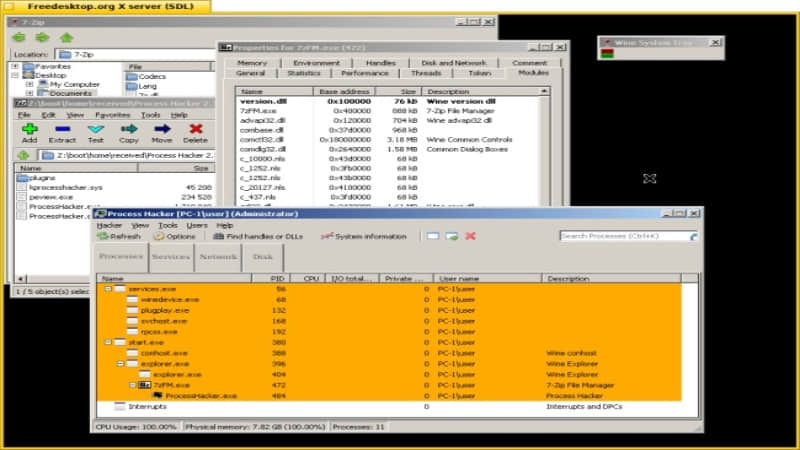 Freedesktop.org X server (SDL)
7-Zip
Location: 7-Zip
Favorites
Desktop
My Computer
Documents
File
Codecs
Lang
Z:\boot\home\received\Process Hacker 2.
File Edit View Favorites Tools Help
Add Extract Test Copy Move Delete
Z:\boot\home\received\Process Hacker 2.
Name Size
plugins
kprocesshacker.sys 45 208
peview.exe 234 528
ProcessHacker.ex
ProcessHacker.ex
1 / 5 object(s) selec
Properties for 7zFM.exe (472)
Memory Environment Handles Disk and Network Comment
General Statistics Performance Threads Token Modules
Name Base address Size Description
version.dll 0x100000 76 kB Wine version dll
7zFM.exe 0x400000 888 kB 7-Zip File Manager
advapi32.dll 0x120000 704 kB Wine advapi32 dll
combase.dll 0x37d0000 968 kB
comctl32.dll 0x180000000 3.18 MB Wine Common Controls
comdlg32.dll 0x2640000 1.58 MB Common Dialog Boxes
c_10000.nls 0x43d0000 68 kB
c_1252.nls 0x3fb0000 68 kB
c_1252.nls 0x43b0000 68 kB
c_20127.nls 0x4180000 68 kB
c_437.nls 0x3fd0000 68 kB
Wine System Tray
Process Hacker [PC-1\user] (Administrator)
Hacker View Tools Users Help
Refresh Options Find handles or DLLs System information Search Processes (Ctrl+K)
Processes Services Network Disk
Name PID CPU I/O total... Private ... User name Description
services.exe 56 0 PC-1\user
winedevice.exe 68 0 PC-1\user
plugplay.exe 132 0 PC-1\user
svchost.exe 168 0 PC-1\user
rpcss.exe 192 0 PC-1\user
start.exe 380 0 PC-1\user
conhost.exe 388 0 PC-1\user Wine conhost
explorer.exe 396 0 PC-1\user Wine Explorer
explorer.exe 404 0 PC-1\user Wine Explorer
7zFM.exe 472 0 PC-1\user 7-Zip File Manager
ProcessHacker.exe 484 0 PC-1\user Process Hacker
Interrupts 0 Interrupts and DPCs
CPU Usage: 100.00% Physical memory: 7.82 GB (100.00%) Processes: 11